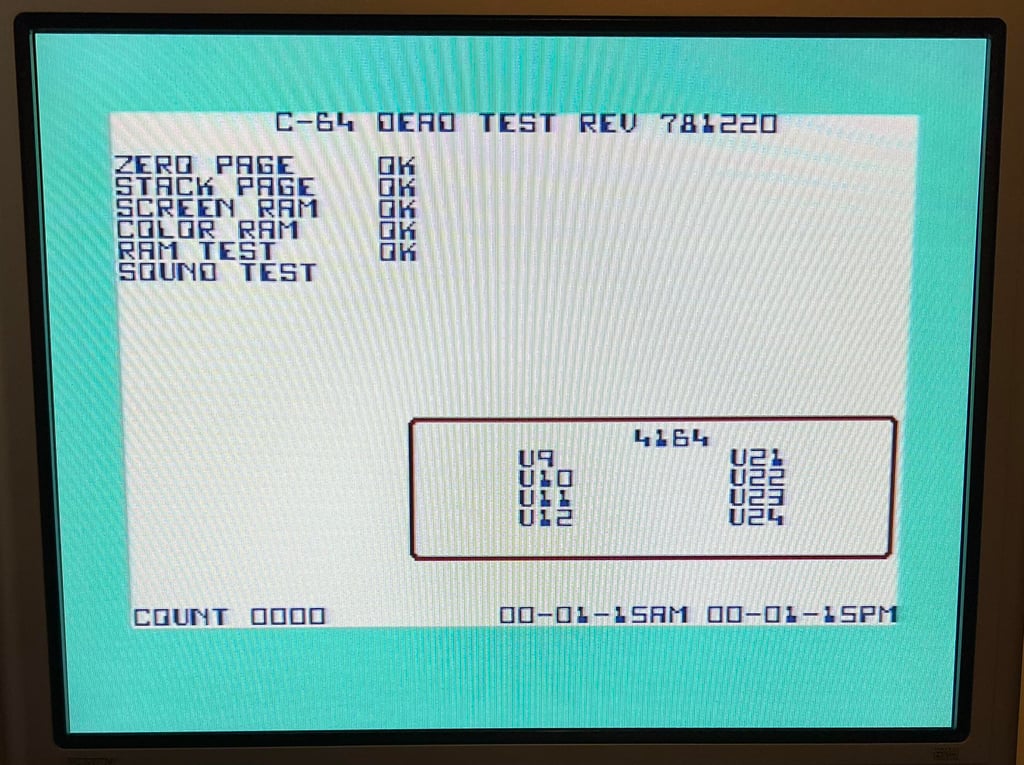 C-64 DEAD TEST REV 781220
ZERO PAGE OK
STACK PAGE OK
SCREEN RAM OK
COLOR RAM OK
RAM TEST OK
SOUND TEST
4164
U9 U21
U10 U22
U11 U23
U12 U24
COUNT 0000 00-01-15AM 00-01-15PM